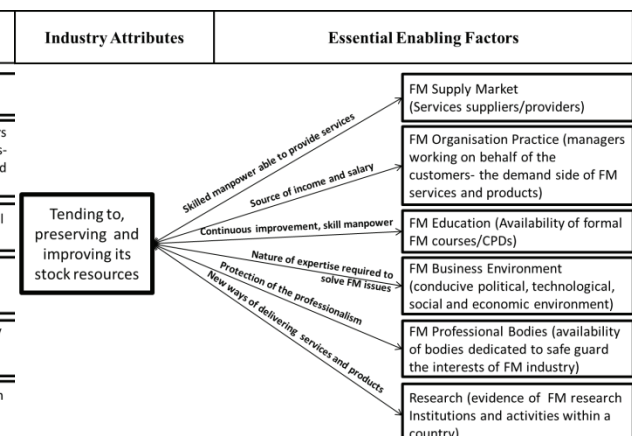 Industry Attributes
Essential Enabling Factors
Tending to,
preserving and
improving its
stock resources
Skilled manpower able to provide services
Source of income and salary
Continuous improvement, skill manpower
Nature of expertise required to
solve FM issues
Protection of the professionalism
New ways of delivering services and products
FM Supply Market
(Services suppliers/providers)
FM Organisation Practice (managers
working on behalf of the
customers- the demand side of FM
services and products)
FM Education (Availability of formal
FM courses/CPDs)
FM Business Environment
(conducive political, technological,
social and economic environment)
FM Professional Bodies (availability
of bodies dedicated to safe guard
the interests of FM industry)
Research (evidence of FM research
Institutions and activities within a
country)